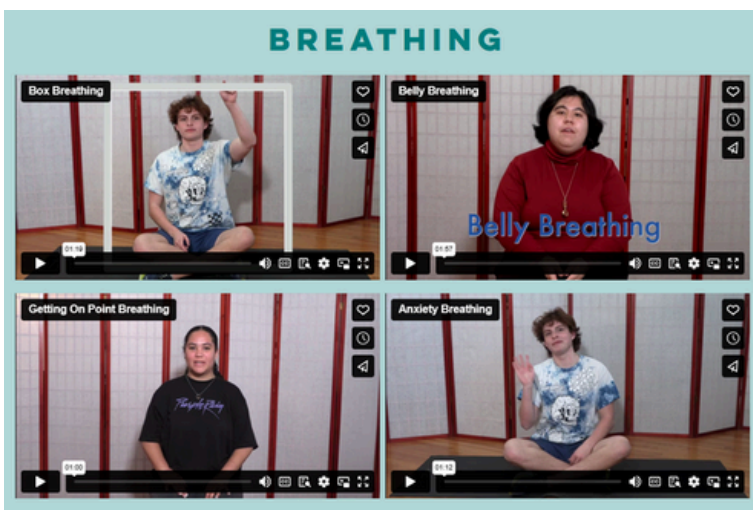 BREATHING
Box Breathing
Belly Breathing
Belly Breathing
01:19
01:57
Getting On Point Breathing
Anxiety Breathing
01:00
01:12